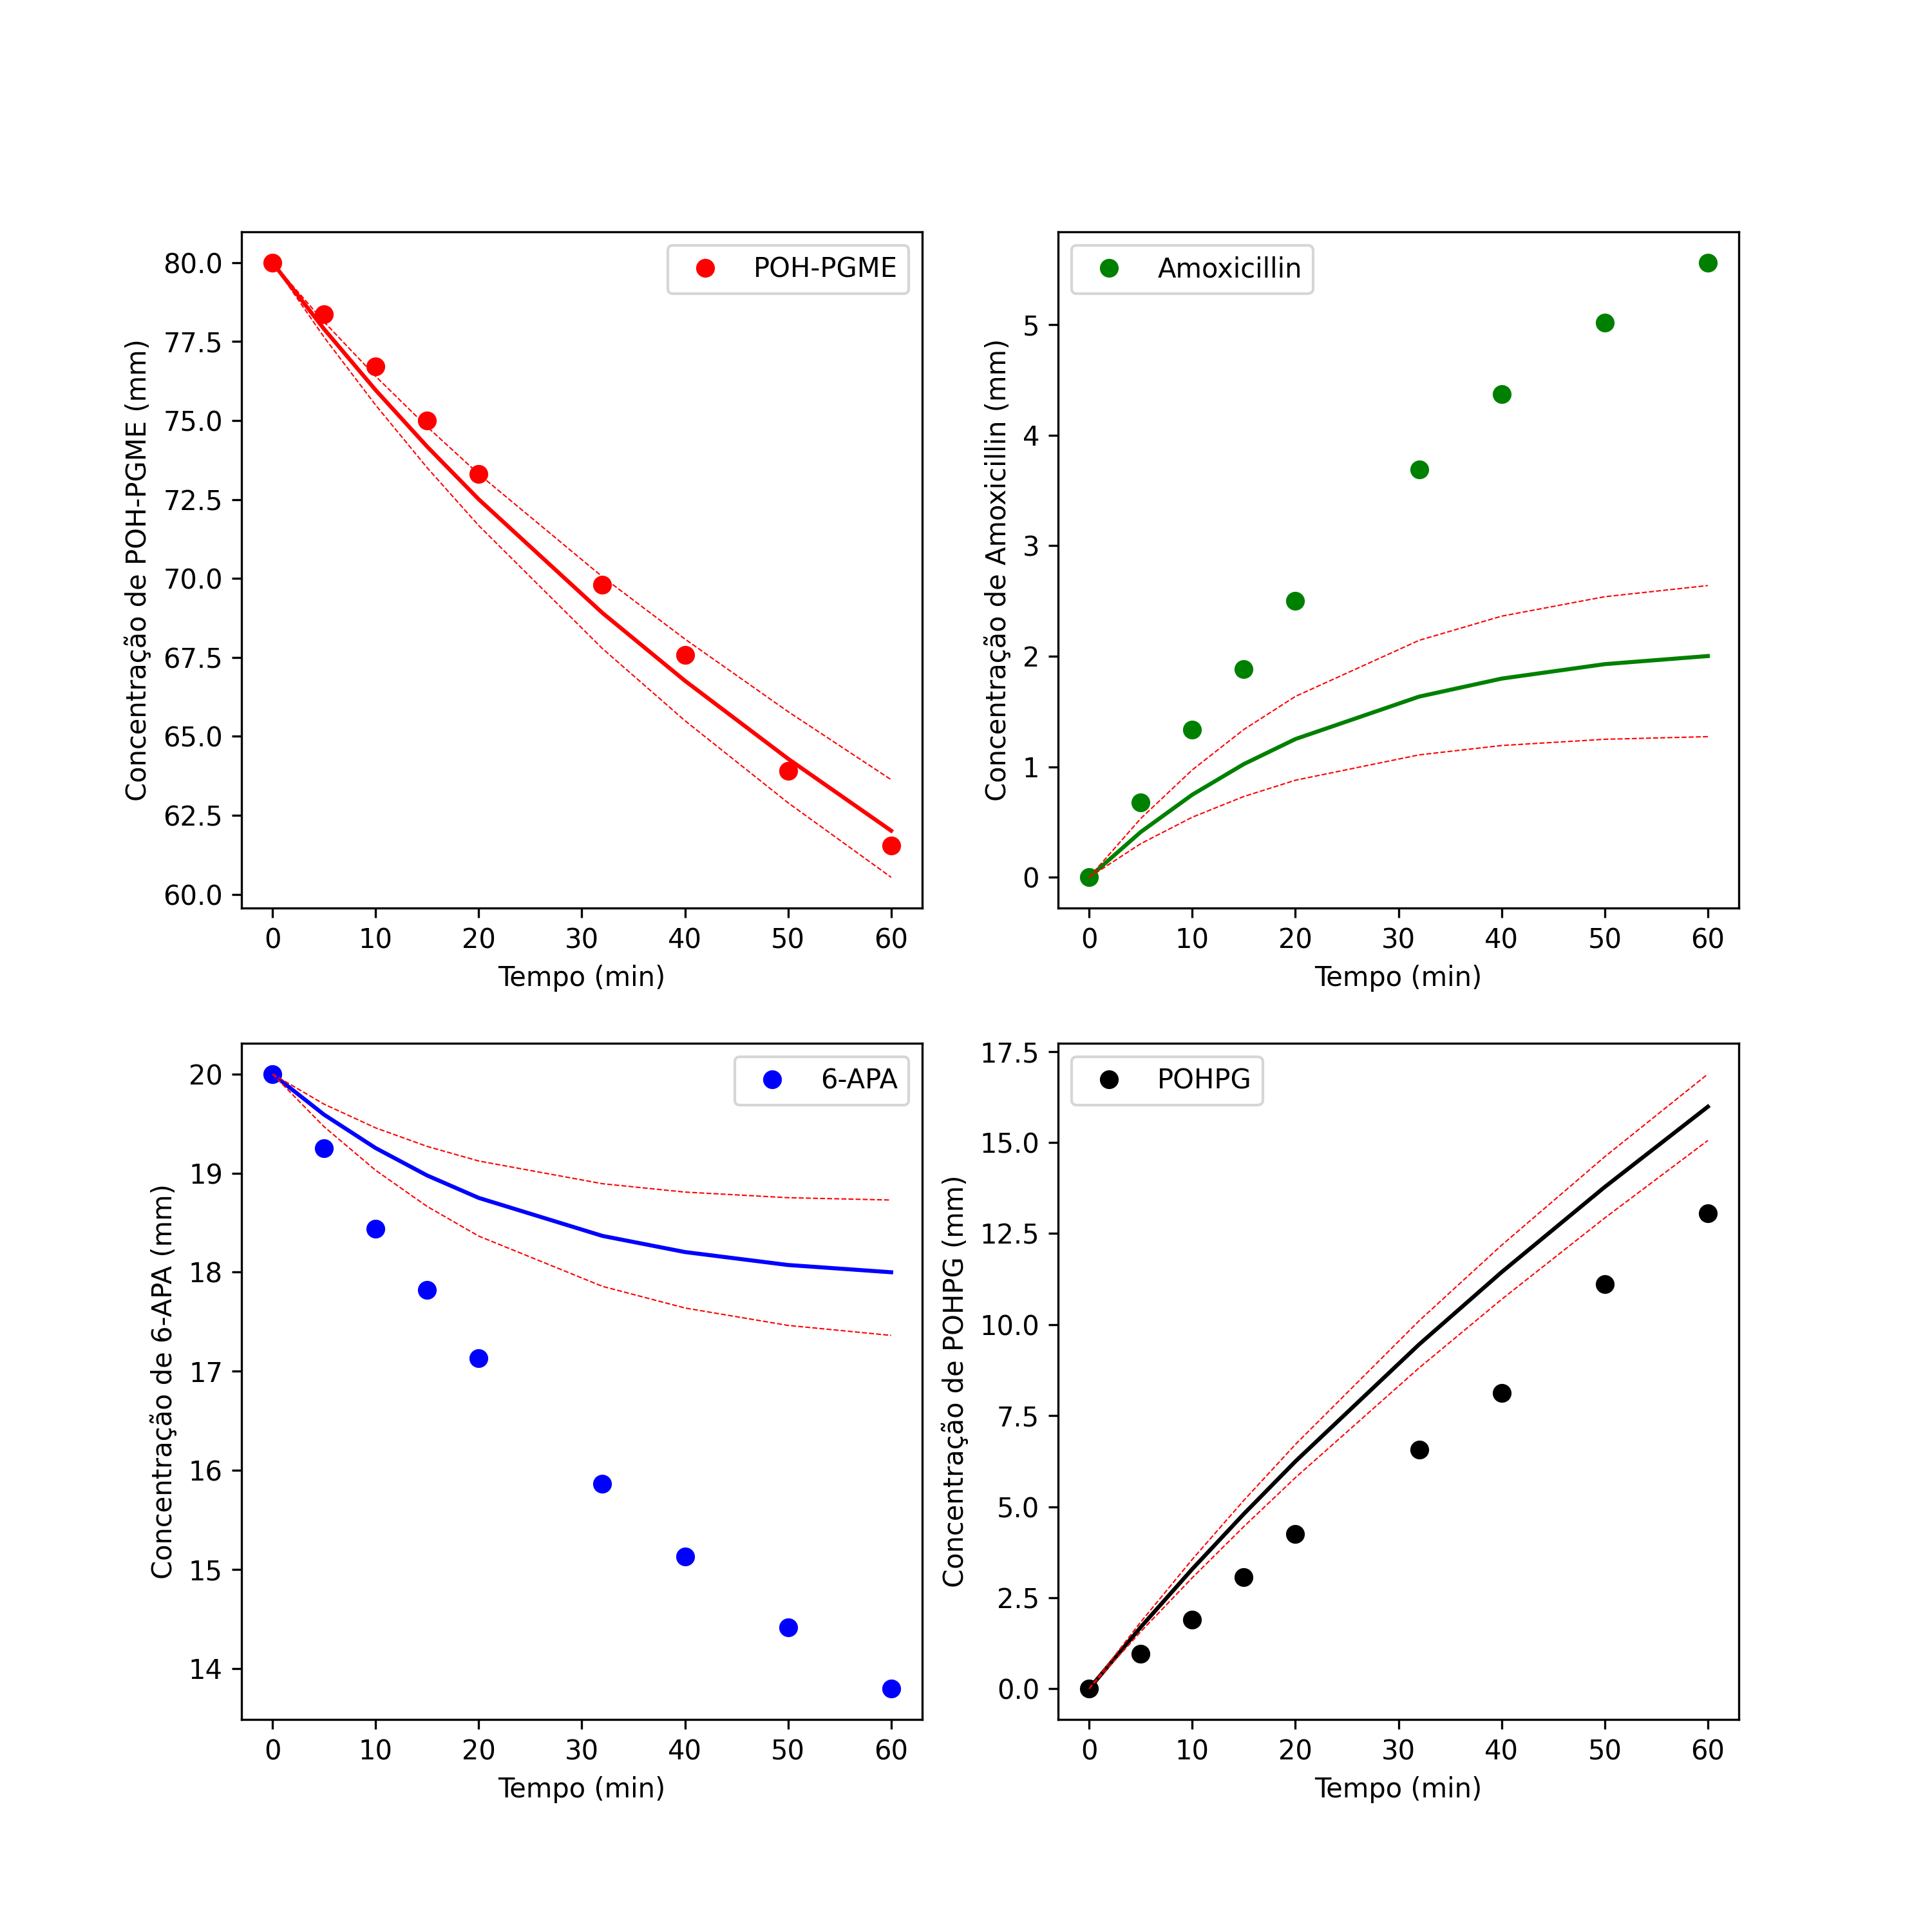 POH-PGME
Concentração de POH-PGME (mm)
80.0
77.5
75.0
72.5
70.0
67.5
65.0
62.5
60.0
0 10 20 30 40 50 60
Tempo (min)
Amoxicillin
Concentração de Amoxicillin (mm)
5
4
3
2
1
0
0 10 20 30 40 50 60
Tempo (min)
6-APA
Concentração de 6-APA (mm)
20
19
18
17
16
15
14
0 10 20 30 40 50 60
Tempo (min)
POHPG
Concentração de POHPG (mm)
17.5
15.0
12.5
10.0
7.5
5.0
2.5
0.0
0 10 20 30 40 50 60
Tempo (min)